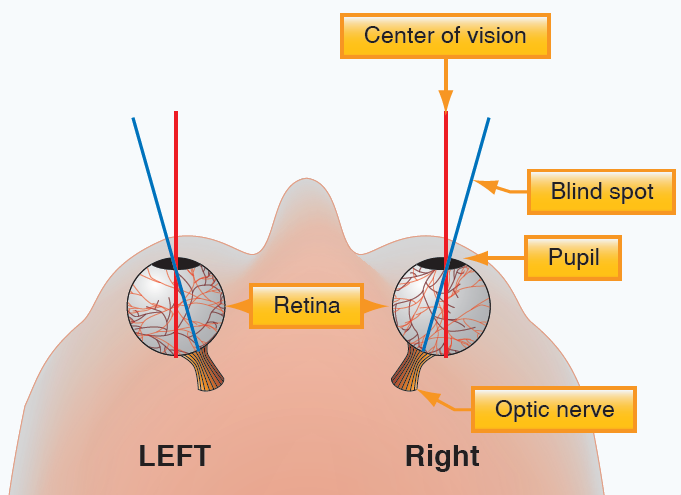 Center of vision
Blind spot
Pupil
Retina
Optic nerve
LEFT
Right